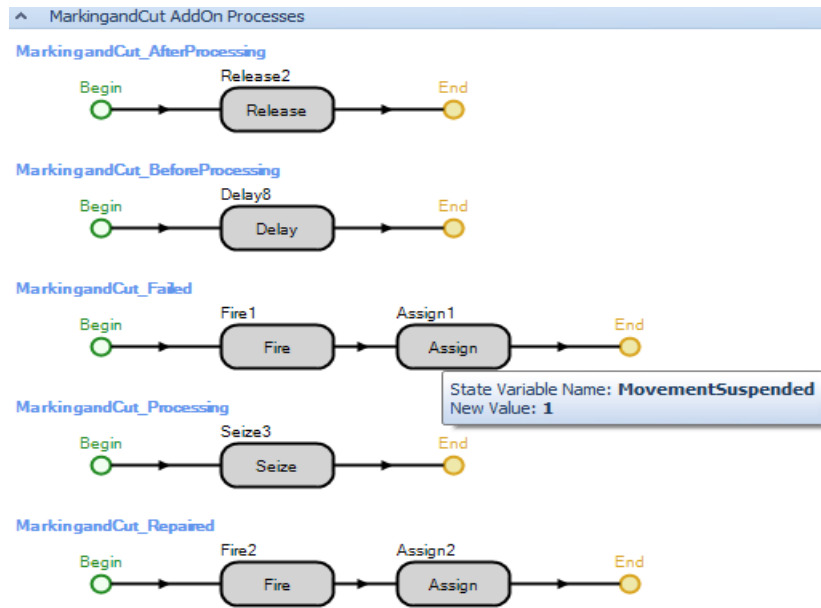 MarkingandCut AddOn Processes
MarkingandCut_AfterProcessing
Release2
Begin
End
Release
MarkingandCut_BeforeProcessing
Delay8
Begin
End
Delay
MarkingandCut_Failed
Fire1
Assign1
Begin
End
Fire
Assign
State Variable Name: MovementSuspended
New Value: 1
MarkingandCut_Processing
Seize3
Begin
End
Seize
MarkingandCut_Repaired
Fire2
Assign2
Begin
End
Fire
Assign